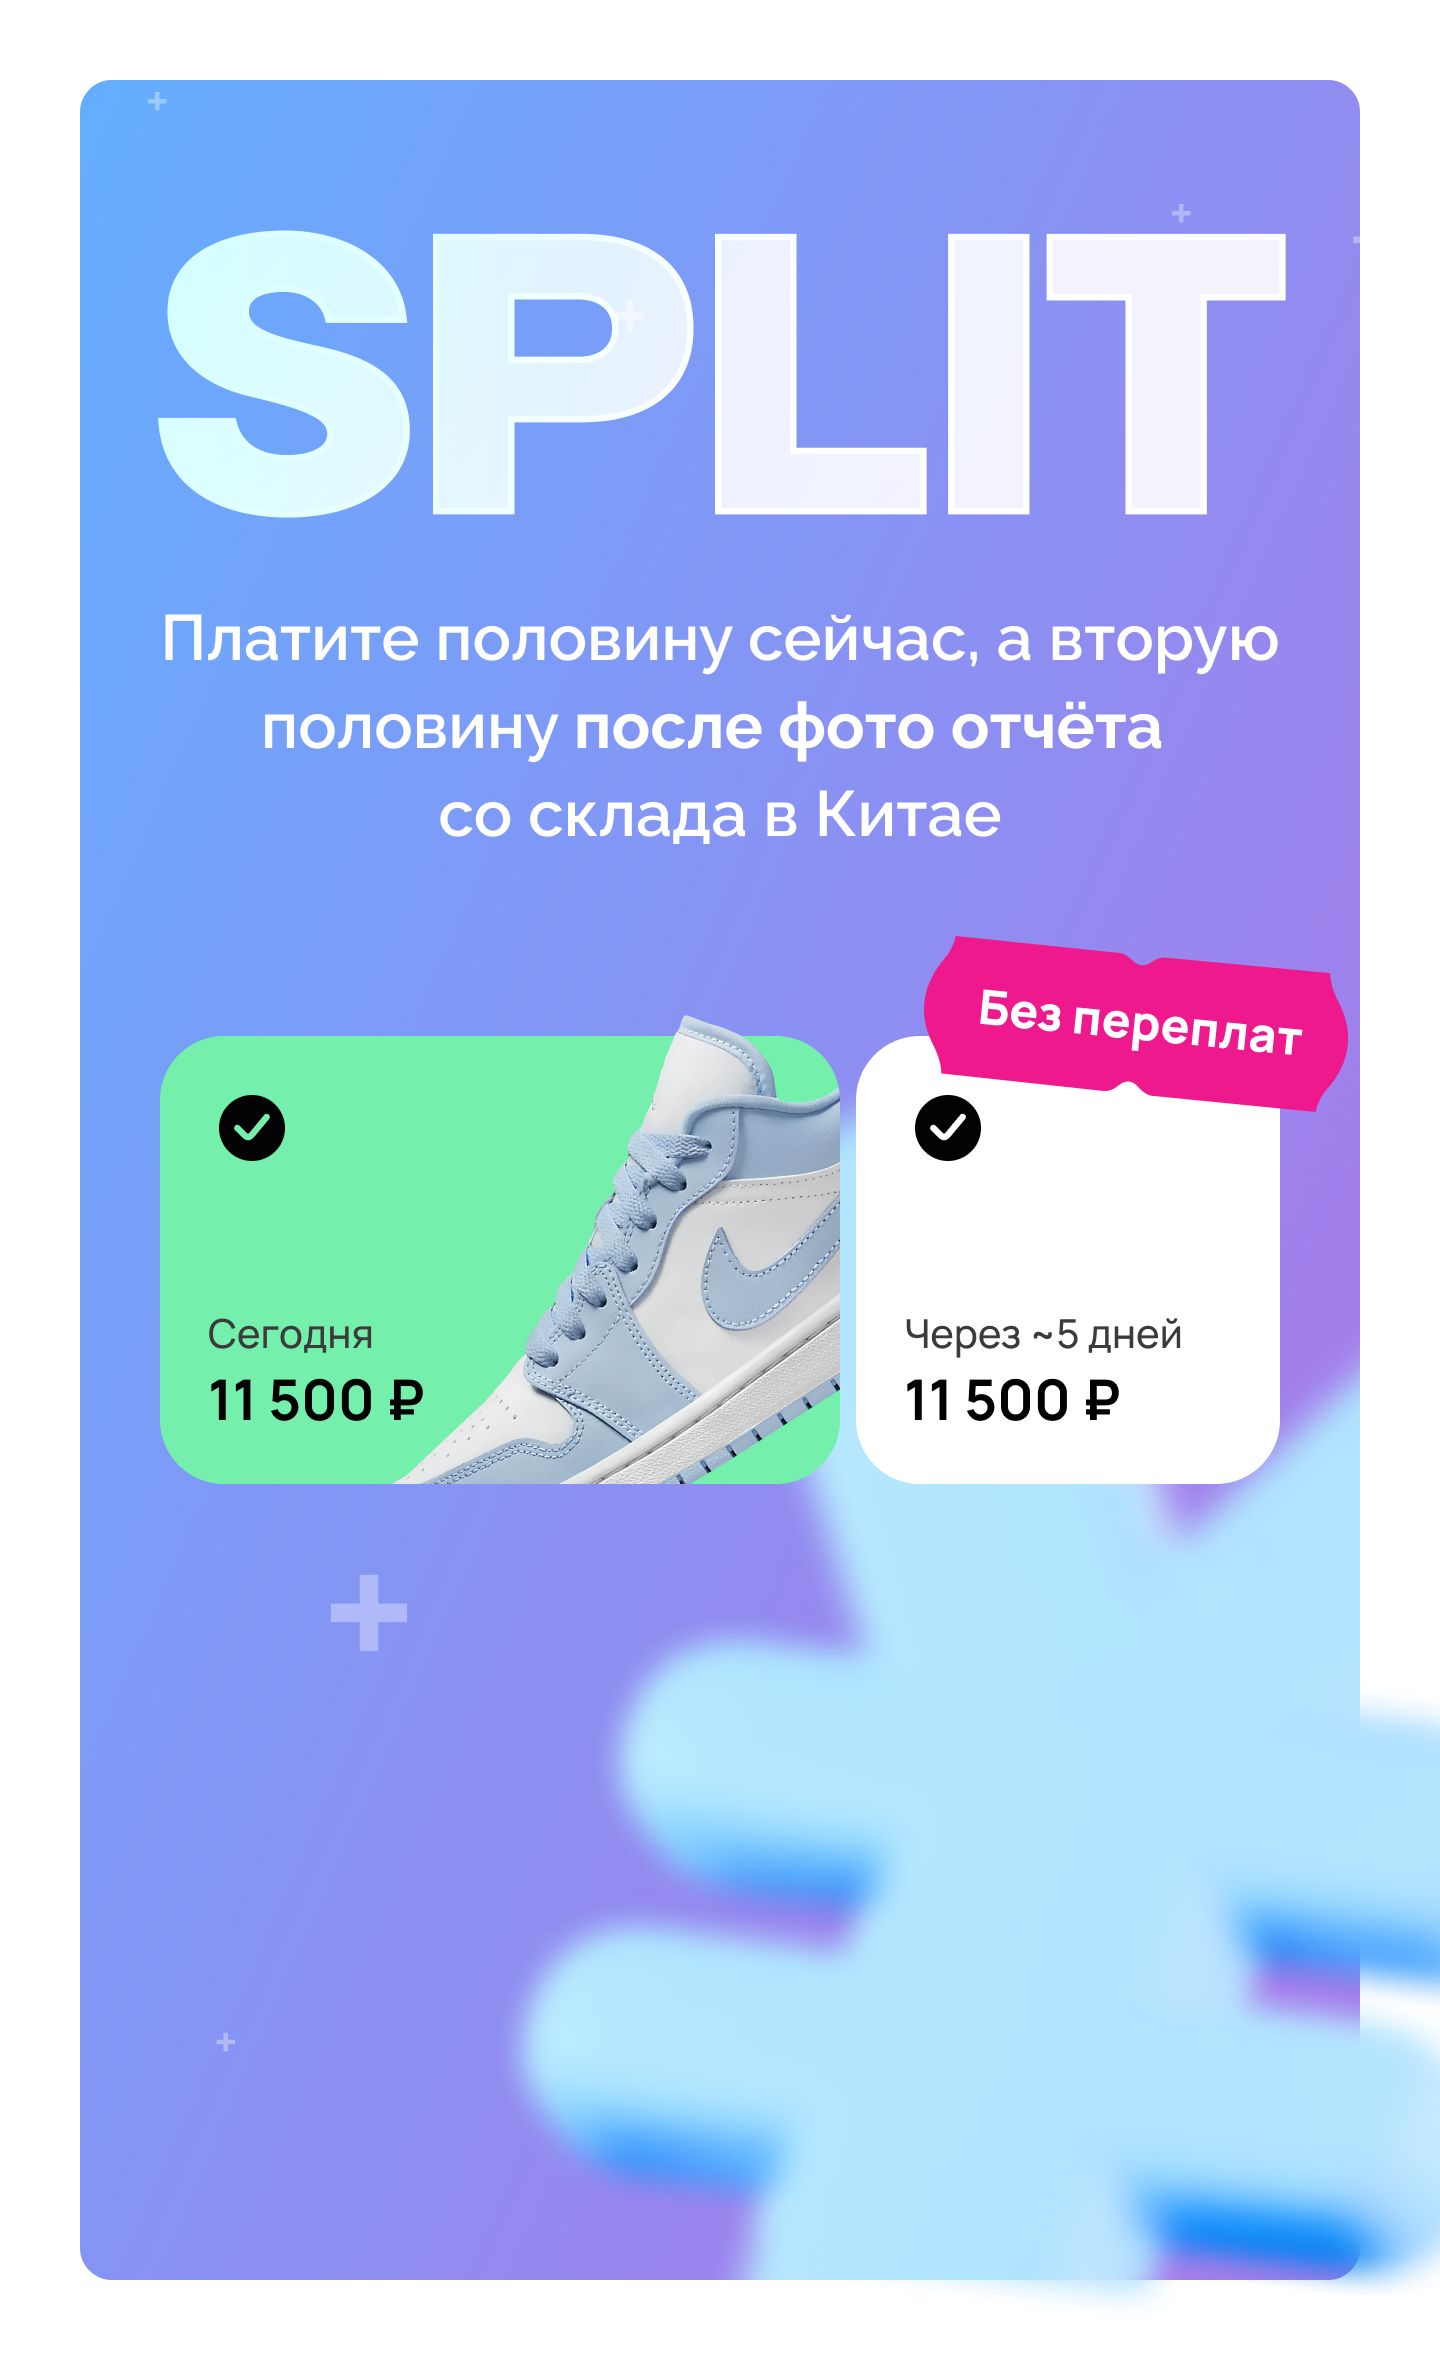 SPLIT
Платите половину сейчас, а вторую
половину после фото отчёта
со склада в Китае
Без переплат
Сегодня
11 500 ₽
Через ~5 дней
11 500 ₽